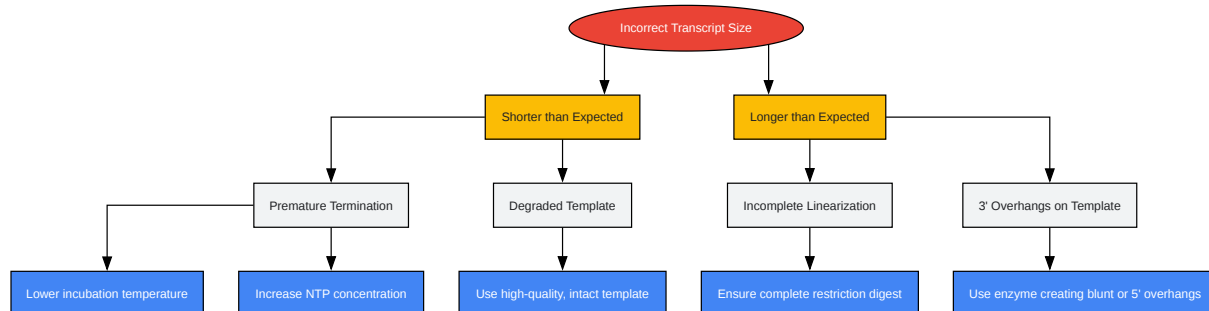 Incorrect Transcript Size
Shorter than Expected
Longer than Expected
Premature Termination
Degraded Template
Incomplete Linearization
3' Overhangs on Template
Lower incubation temperature
Increase NTP concentration
Use high-quality, intact template
Ensure complete restriction digest
Use enzyme creating blunt or 5' overhangs